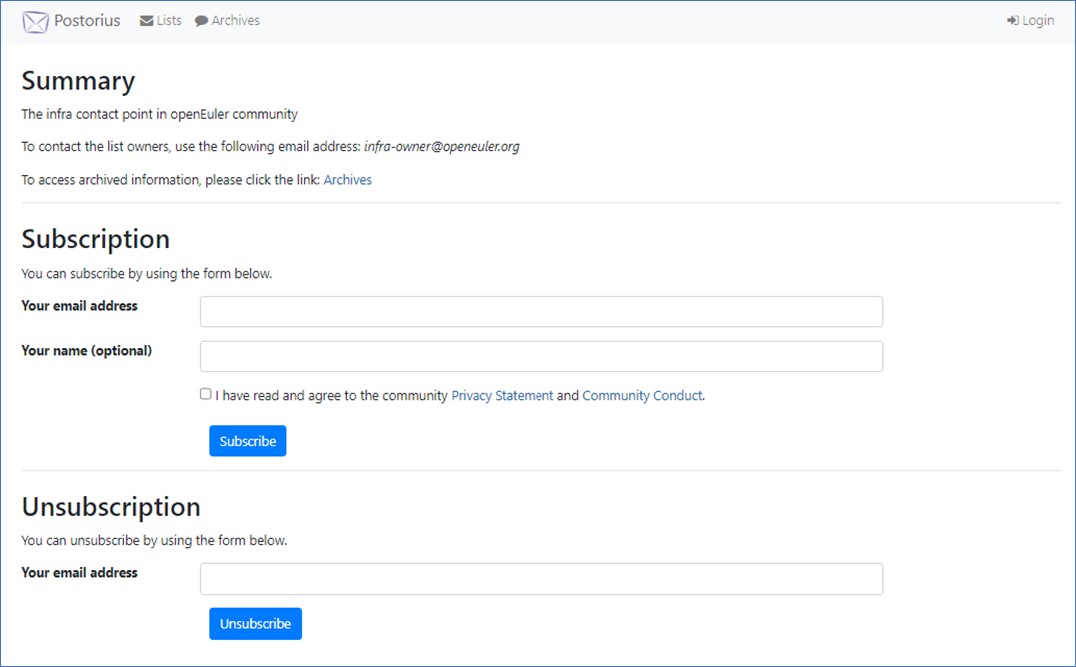 Postorius Lists Archives Login
Summary
The infra contact point in openEuler community
To contact the list owners, use the following email address: infra-owner@openeuler.org
To access archived information, please click the link: Archives
Subscription
You can subscribe by using the form below.
Your email address
Your name (optional)
I have read and agree to the community Privacy Statement and Community Conduct.
Subscribe
Unsubscription
You can unsubscribe by using the form below.
Your email address
Unsubscribe